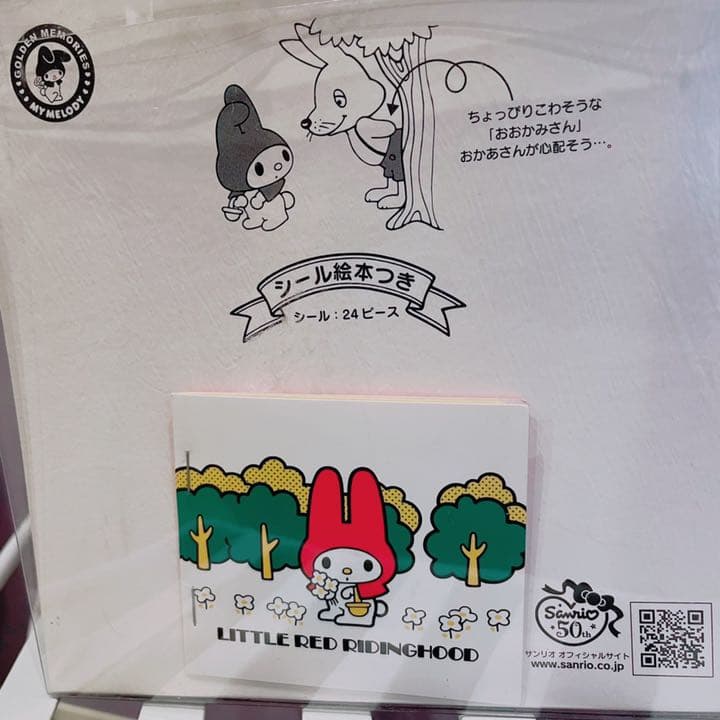 GOLDEN MEMORIES
MY MELODY
ちょっぴりこわそうな
「おおかみさん」
おかあさんが心配そう…。
シール絵本つき
シール：24ピース
LITTLE RED RIDINGHOOD
Sanrio
50th
サンリオ オフィシャルサイト
www.sanrio.co.jp